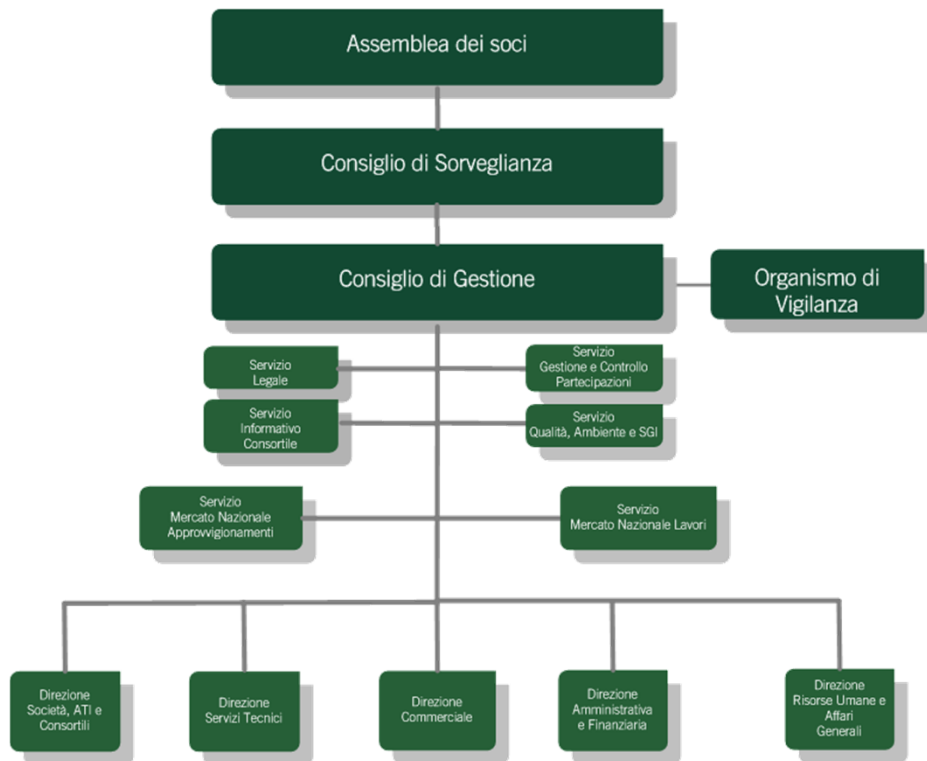 Assemblea dei soci
Consiglio di Sorveglianza
Consiglio di Gestione
Organismo di
Vigilanza
Servizio
Legale
Servizio
Gestione e Controllo
Partecipazioni
Servizio
Informativo
Consortile
Servizio
Qualità, Ambiente e SGI
Servizio
Mercato Nazionale
Approvvigionamenti
Servizio
Mercato Nazionale Lavori
Direzione
Società, ATI e
Consortili
Direzione
Servizi Tecnici
Direzione
Commerciale
Direzione
Amministrativa
e Finanziaria
Direzione
Risorse Umane e
Affari
Generali